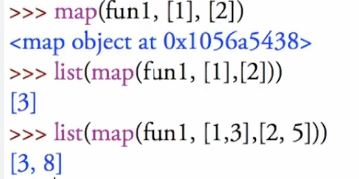 >>> map(fun1, [1], [2])
<map object at 0x1056a5438>
>>> list(map(fun1, [1],[2]))
[3]
>>> list(map(fun1, [1,3],[2, 5]))
[3, 8]